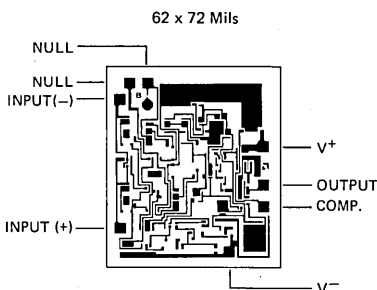 62 x 72 Mils
NULL
NULL
INPUT(−)
B
V+
OUTPUT
COMP.
INPUT (+)
V−